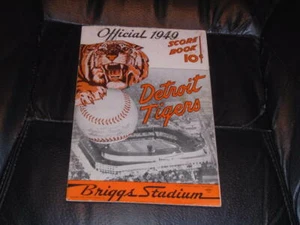 Official 1949
SCORE
BOOK
10¢
Detroit
Tigers
Briggs Stadium